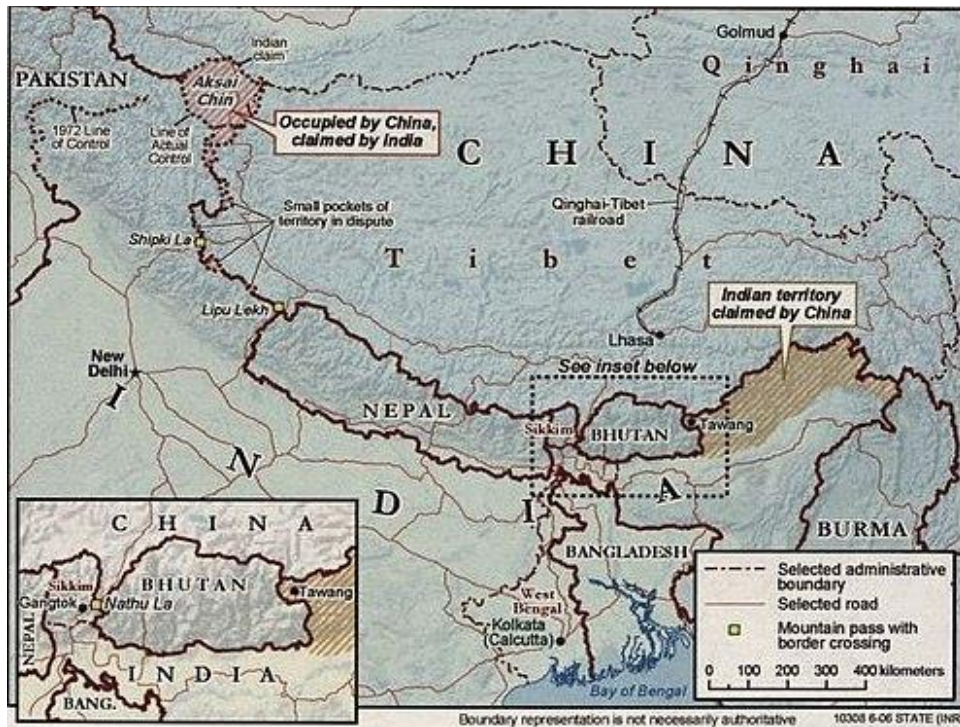 Golmud
Qinghai
Indian
claim
PAKISTAN
Aksai
Chin
1972 Line
of Control
Line of
Actual
Control
Occupied by China,
claimed by India
CHINA
Small pockets of
territory in dispute
Qinghai-Tibet
railroad
Shipki La
Tibet
Lipu Lekh
Indian territory
claimed by China
Lhasa
New
Delhi
See inset below
NEPAL
Sikkim
BHUTAN
Tawang
INDIA
BURMA
BANGLADESH
West
Bengal
Kolkata
(Calcutta)
Bay of Bengal
CHINA
Sikkim
BHUTAN
Tawang
Gangtok
Nathu La
NEPAL
INDIA
BANG.
Selected administrative
boundary
Selected road
Mountain pass with
border crossing
0 100 200 300 400 kilometers
Boundary representation is not necessarily authoritative
10308 6-06 STATE